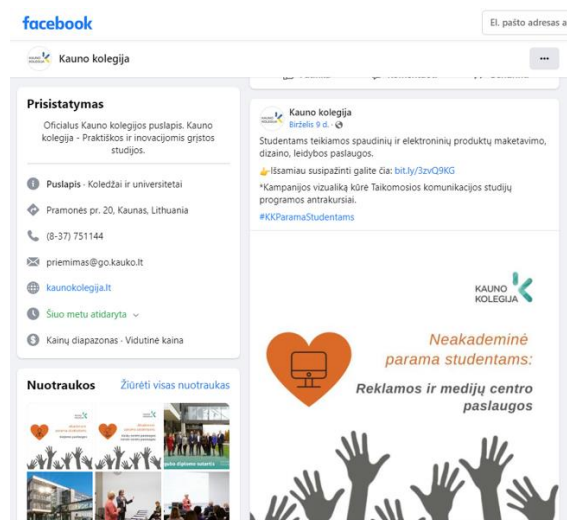 facebook
El. pašto adresas a
Kauno kolegija
Prisistatymas
Oficialus Kauno kolegijos puslapis. Kauno
kolegija - Praktiškos ir inovacijomis grįstos
studijos.
Puslapis · Koledžai ir universitetai
Pramonės pr. 20, Kaunas, Lithuania
(8-37) 751144
priemimas@go.kauko.lt
kaunokolegija.lt
Šiuo metu atidaryta
Kainų diapazonas · Vidutinė kaina
Nuotraukos
Žiūrėti visas nuotraukas
Kauno kolegija
Birželis 9 d.
Studentams teikiamos spaudinių ir elektroninių produktų maketavimo,
dizaino, leidybos paslaugos.
Išsamiau susipažinti galite čia: bit.ly/3zvQ9KG
*Kampanijos vizualiką kūrė Taikomosios komunikacijos studijų
programos antrakursiai.
#KKParamaStudentams
KAUNO
KOLEGIJA
Neakademinė
parama studentams:
Reklamos ir medijų centro
paslaugos